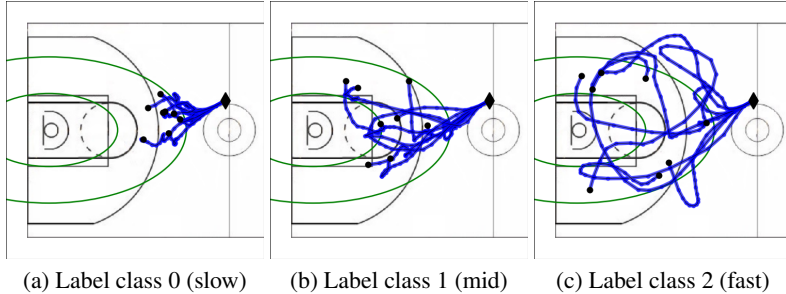 (a) Label class 0 (slow)
(b) Label class 1 (mid)
(c) Label class 2 (fast)